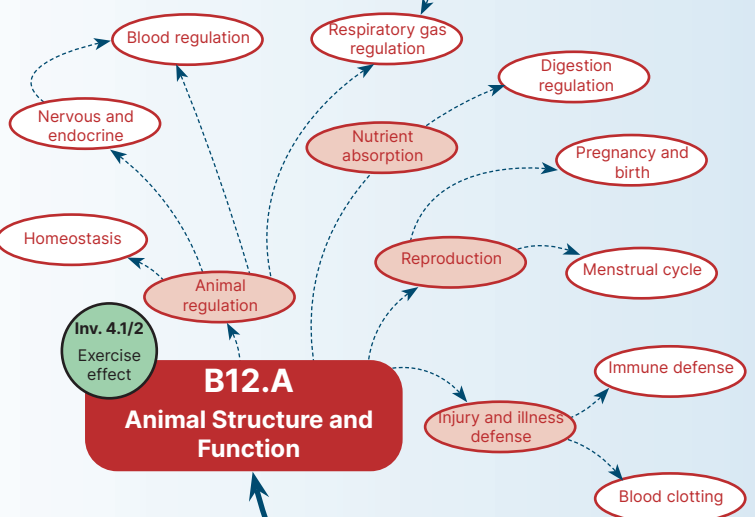 Blood regulation
Respiratory gas
regulation
Digestion
regulation
Nervous and
endocrine
Nutrient
absorption
Pregnancy and
birth
Homeostasis
Reproduction
Menstrual cycle
Animal
regulation
Inv. 4.1/2
Exercise
effect
B12.A
Animal Structure and
Function
Immune defense
Injury and illness
defense
Blood clotting